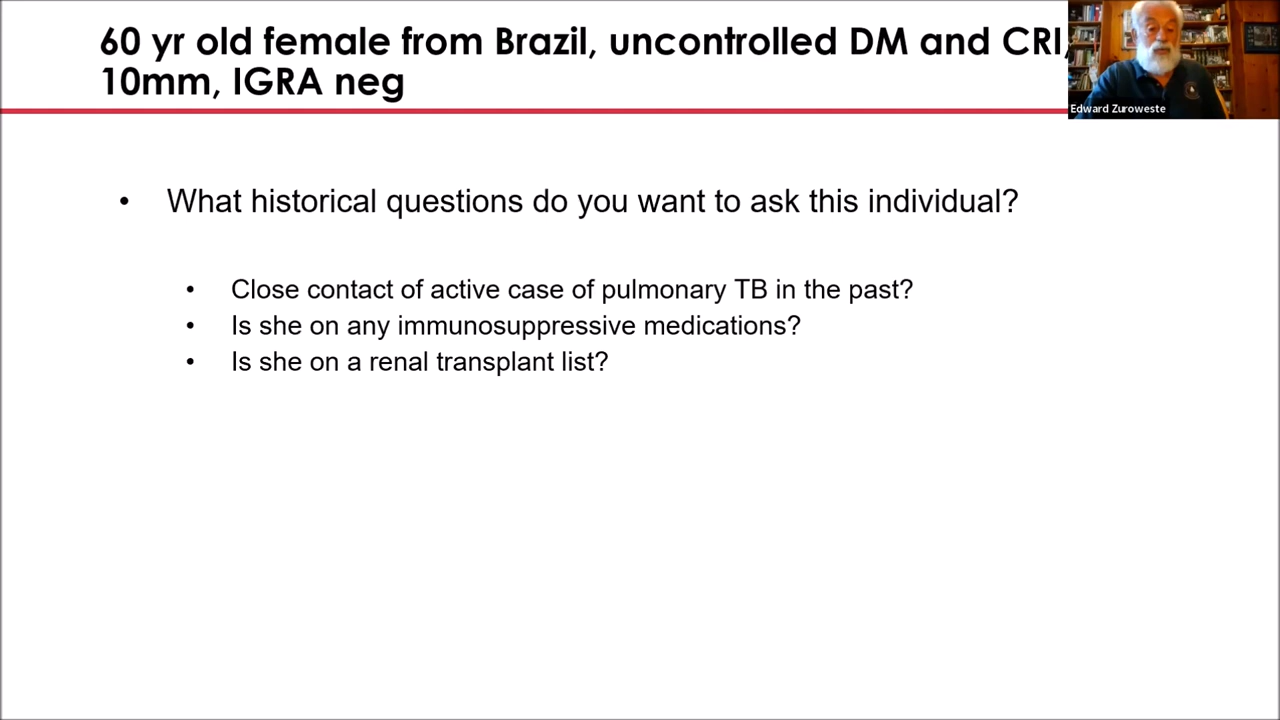 60 yr old female from Brazil, uncontrolled DM and CRI,
10mm, IGRA neg
Edward Zuroweste
• What historical questions do you want to ask this individual?
• Close contact of active case of pulmonary TB in the past?
• Is she on any immunosuppressive medications?
• Is she on a renal transplant list?